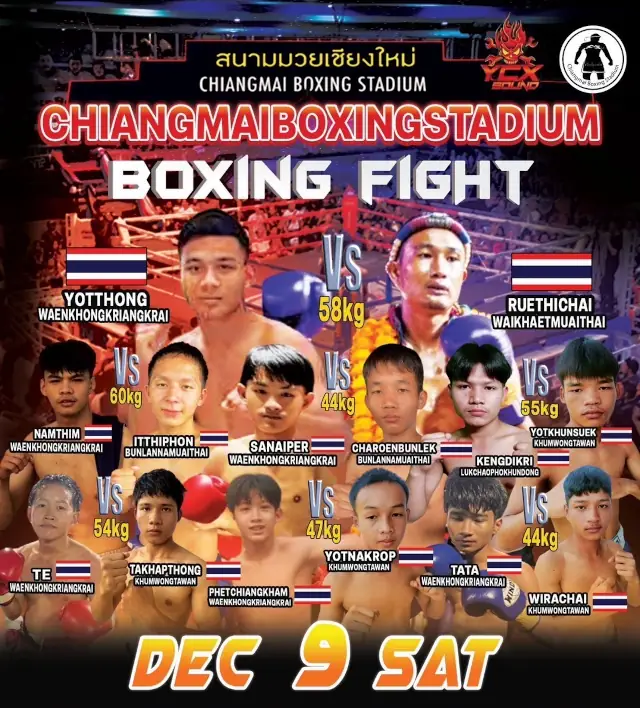 สนามมวยเชียงใหม่
CHIANGMAI BOXING STADIUM
YCX
SOUND
Chiangmai Boxing Stadium
CHIANGMAIBOXINGSTADIUM
BOXING FIGHT
YOTTHONG
WAENKHONGKRIANGKRAI
Vs
58kg
RUETHICHAI
WAIKHAETMUAITHAI
NAMTHIM
WAENKHONGKRIANGKRAI
Vs
60kg
ITTHIPHON
BUNLANNAMUAITHAI
SANAIPER
WAENKHONGKRIANGKRAI
Vs
44kg
CHAROENBUNLEK
BUNLANNAMUAITHAI
KENGDIKRI
LUKCHAOPHOKHUNDONG
Vs
55kg
YOTKHUNSUEK
KHUMWONGTAWAN
TE
WAENKHONGKRIANGKRAI
Vs
54kg
TAKHAPTHONG
KHUMWONGTAWAN
PHETCHIANGKHAM
WAENKHONGKRIANGKRAI
Vs
47kg
YOTNAKROP
KHUMWONGTAWAN
TATA
WAENKHONGKRIANGKRAI
Vs
44kg
WIRACHAI
KHUMWONGTAWAN
DEC 9 SAT